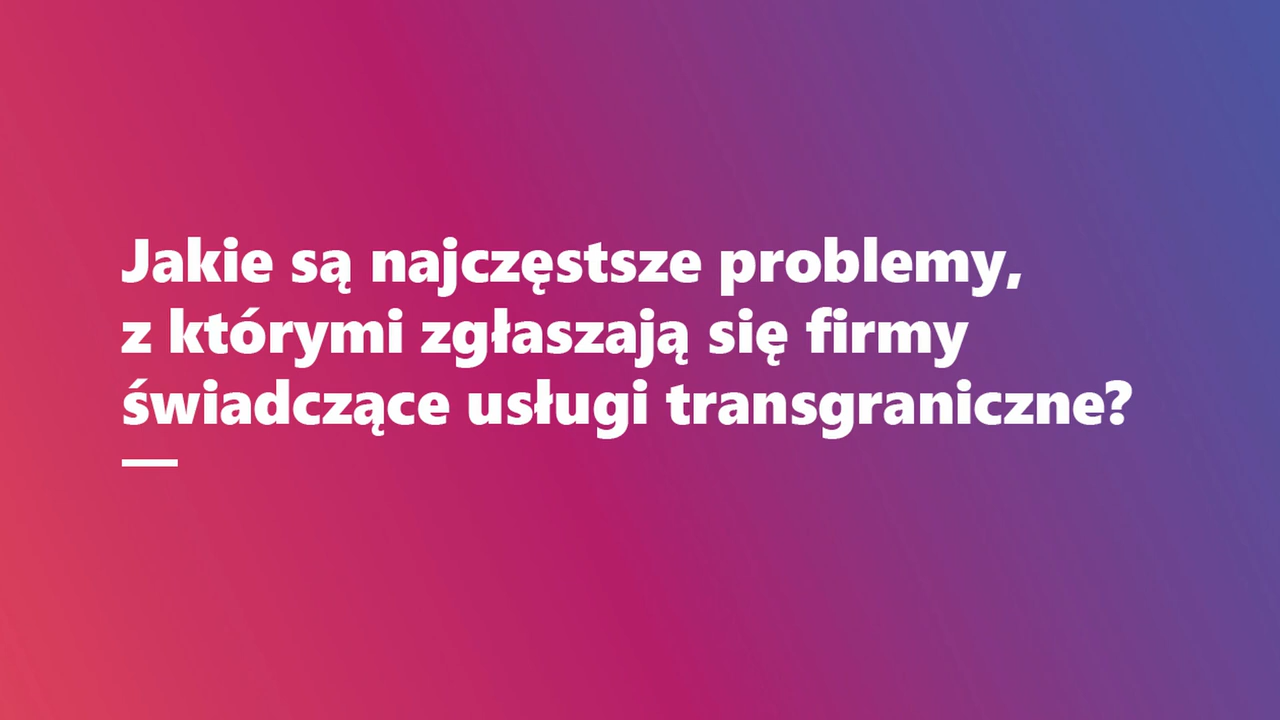 Jakie są najczęstsze problemy,
z którymi zgłaszają się firmy
świadczące usługi transgraniczne?